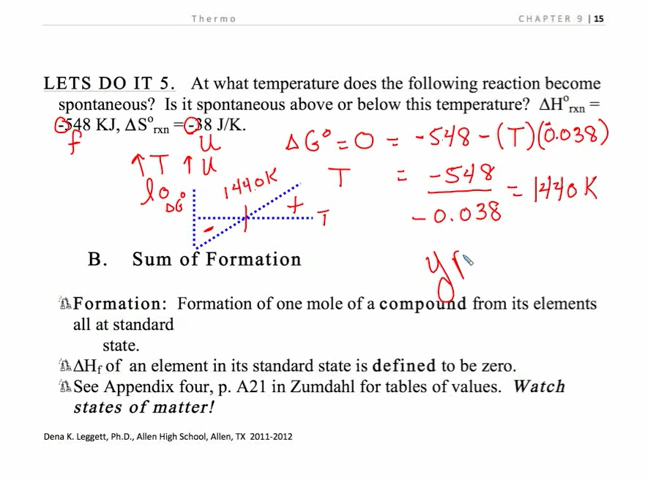 Thermo
CHAPTER 9 | 15
LETS DO IT 5. At what temperature does the following reaction become
spontaneous? Is it spontaneous above or below this temperature? ΔH°rxn =
-548 KJ, ΔS°rxn = -38 J/K.
f
u
ΔG° = 0 = -548 - (T)(0.038)
↑T ↑u
T = -548 / -0.038 = 1440K
lo
1440K
ΔG°
+
-
T
B. Sum of Formation
Formation: Formation of one mole of a compound from its elements
all at standard
state.
ΔHf of an element in its standard state is defined to be zero.
See Appendix four, p. A21 in Zumdahl for tables of values. Watch
states of matter!
Dena K. Leggett, Ph.D., Allen High School, Allen, TX 2011-2012